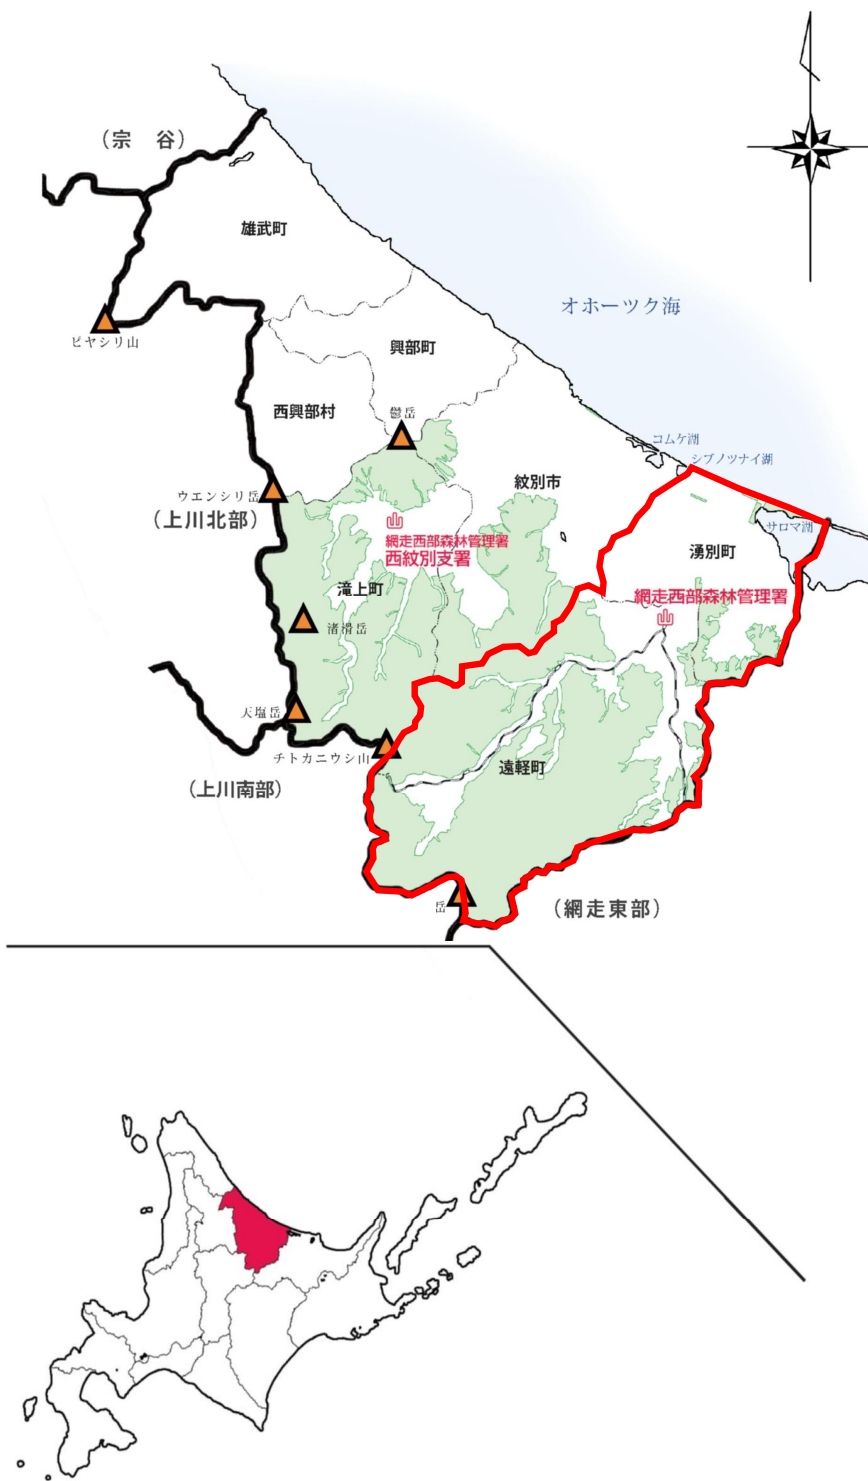 （宗　谷）
雄武町
オホーツク海
ピヤシリ山
興部町
西興部村
鬱岳
コムケ湖
シブノツナイ湖
紋別市
ウエンシリ岳
（上川北部）
サロマ湖
網走西部森林管理署
西紋別支署
湧別町
滝上町
網走西部森林管理署
渚滑岳
天塩岳
チトカニウシ山
遠軽町
（上川南部）
岳
（網走東部）